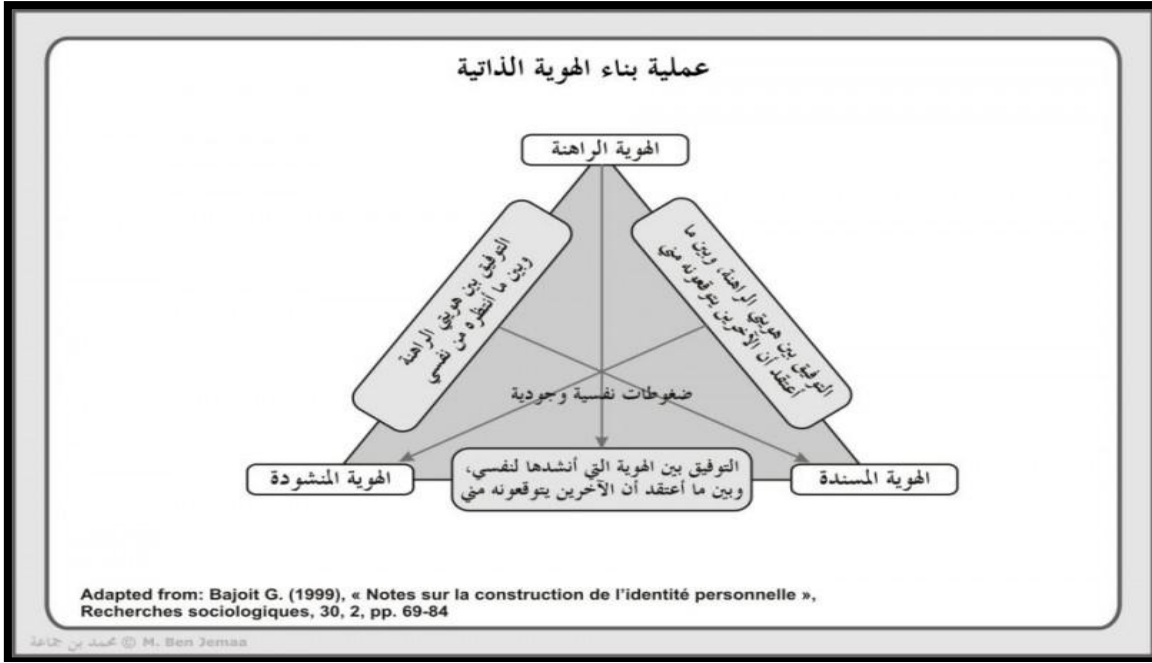 عملية بناء الهوية الذاتية
الهوية الراهنة
التوفيق بين هويتي الراهنة، وبين ما
أعتقد أن الآخرين يتوقعونه مني
التوفيق بين هويتي الراهنة
وبين ما أنتظره من نفسي
ضغوطات نفسية وجودية
الهوية المسندة
التوفيق بين الهوية التي أنشدها لنفسي،
وبين ما أعتقد أن الآخرين يتوقعونه مني
الهوية المنشودة
Adapted from: Bajoit G. (1999), « Notes sur la construction de l'identité personnelle »,
Recherches sociologiques, 30, 2, pp. 69-84
محمد بن جماعة © M. Ben Jemaa